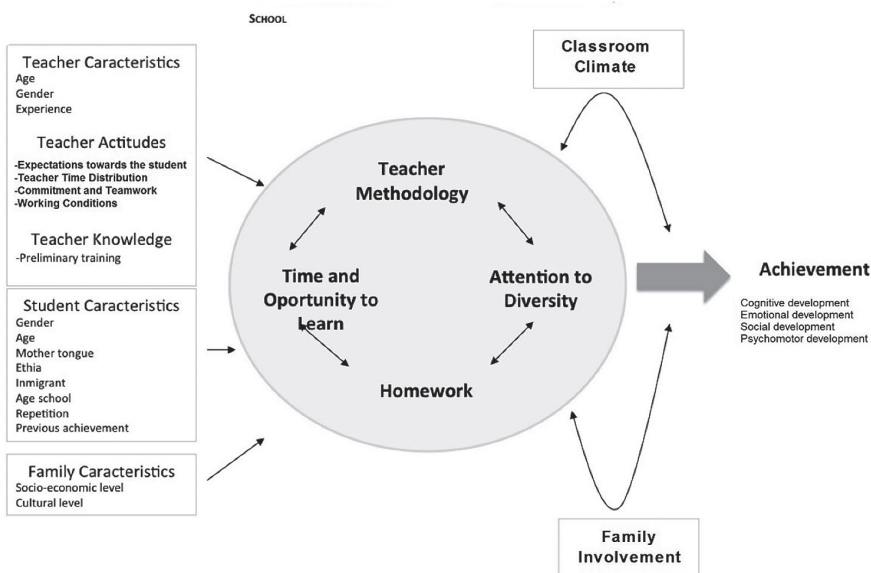 SCHOOL
Teacher Caracteristics
Age
Gender
Experience
Teacher Actitudes
-Expectations towards the student
-Teacher Time Distribution
-Commitment and Teamwork
-Working Conditions
Teacher Knowledge
-Preliminary training
Student Characteristics
Gender
Age
Mother tongue
Ethia
Inmigrant
Age school
Repetition
Previous achievement
Family Characteristics
Socio-economic level
Cultural level
Teacher
Methodology
Time and
Oportunity to
Learn
Attention to
Diversity
Homework
Classroom
Climate
Family
Involvement
Achievement
Cognitive development
Emotional development
Social development
Psychomotor development